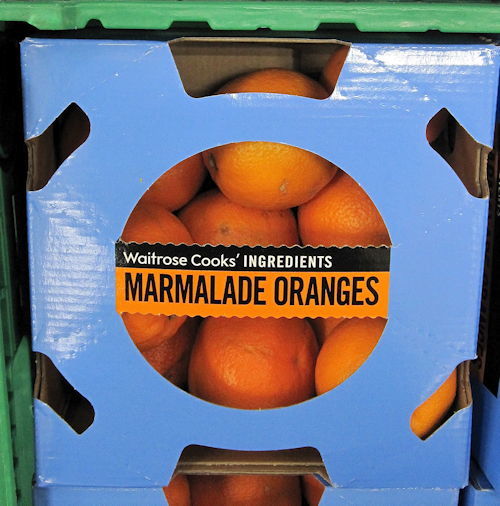 Waitrose Cooks' INGREDIENTS
MARMALADE ORANGES